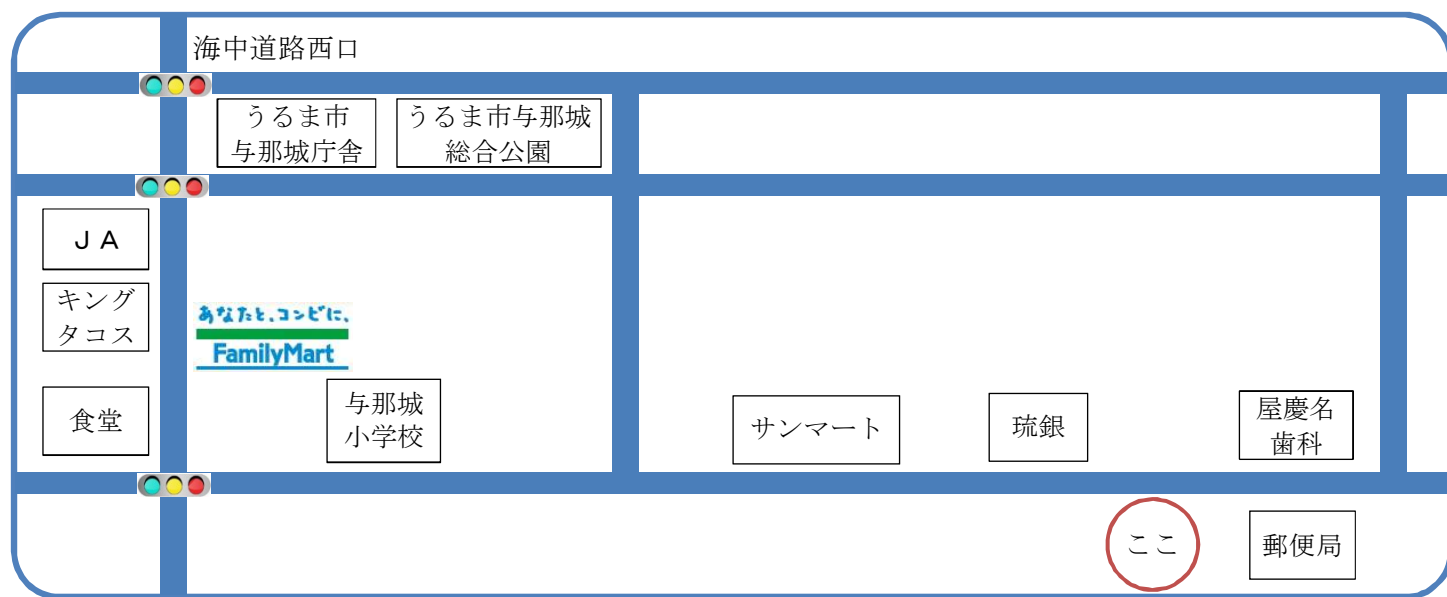 海中道路西口
うるま市
与那城庁舎
うるま市与那城
総合公園
ＪＡ
キング
タコス
あなたと、コンビに、
FamilyMart
食堂
与那城
小学校
サンマート
琉銀
屋慶名
歯科
ここ
郵便局